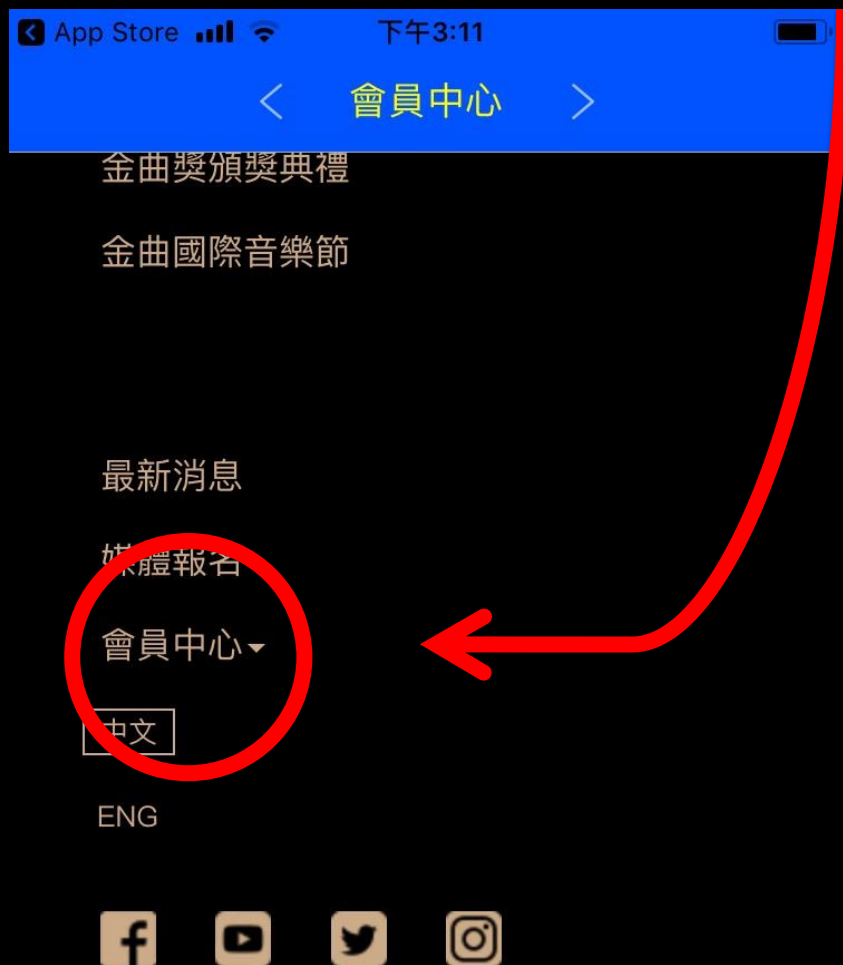 App Store 下午3:11
會員中心
金曲獎頒獎典禮
金曲國際音樂節
最新消息
媒體報名
會員中心
中文
ENG